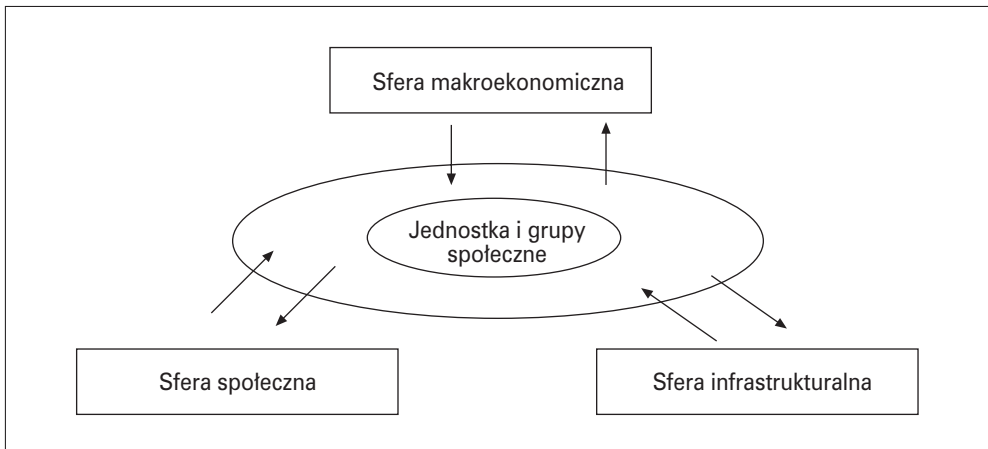 Sfera makroekonomiczna
Jednostka i grupy
społeczne
Sfera społeczna
Sfera infrastrukturalna